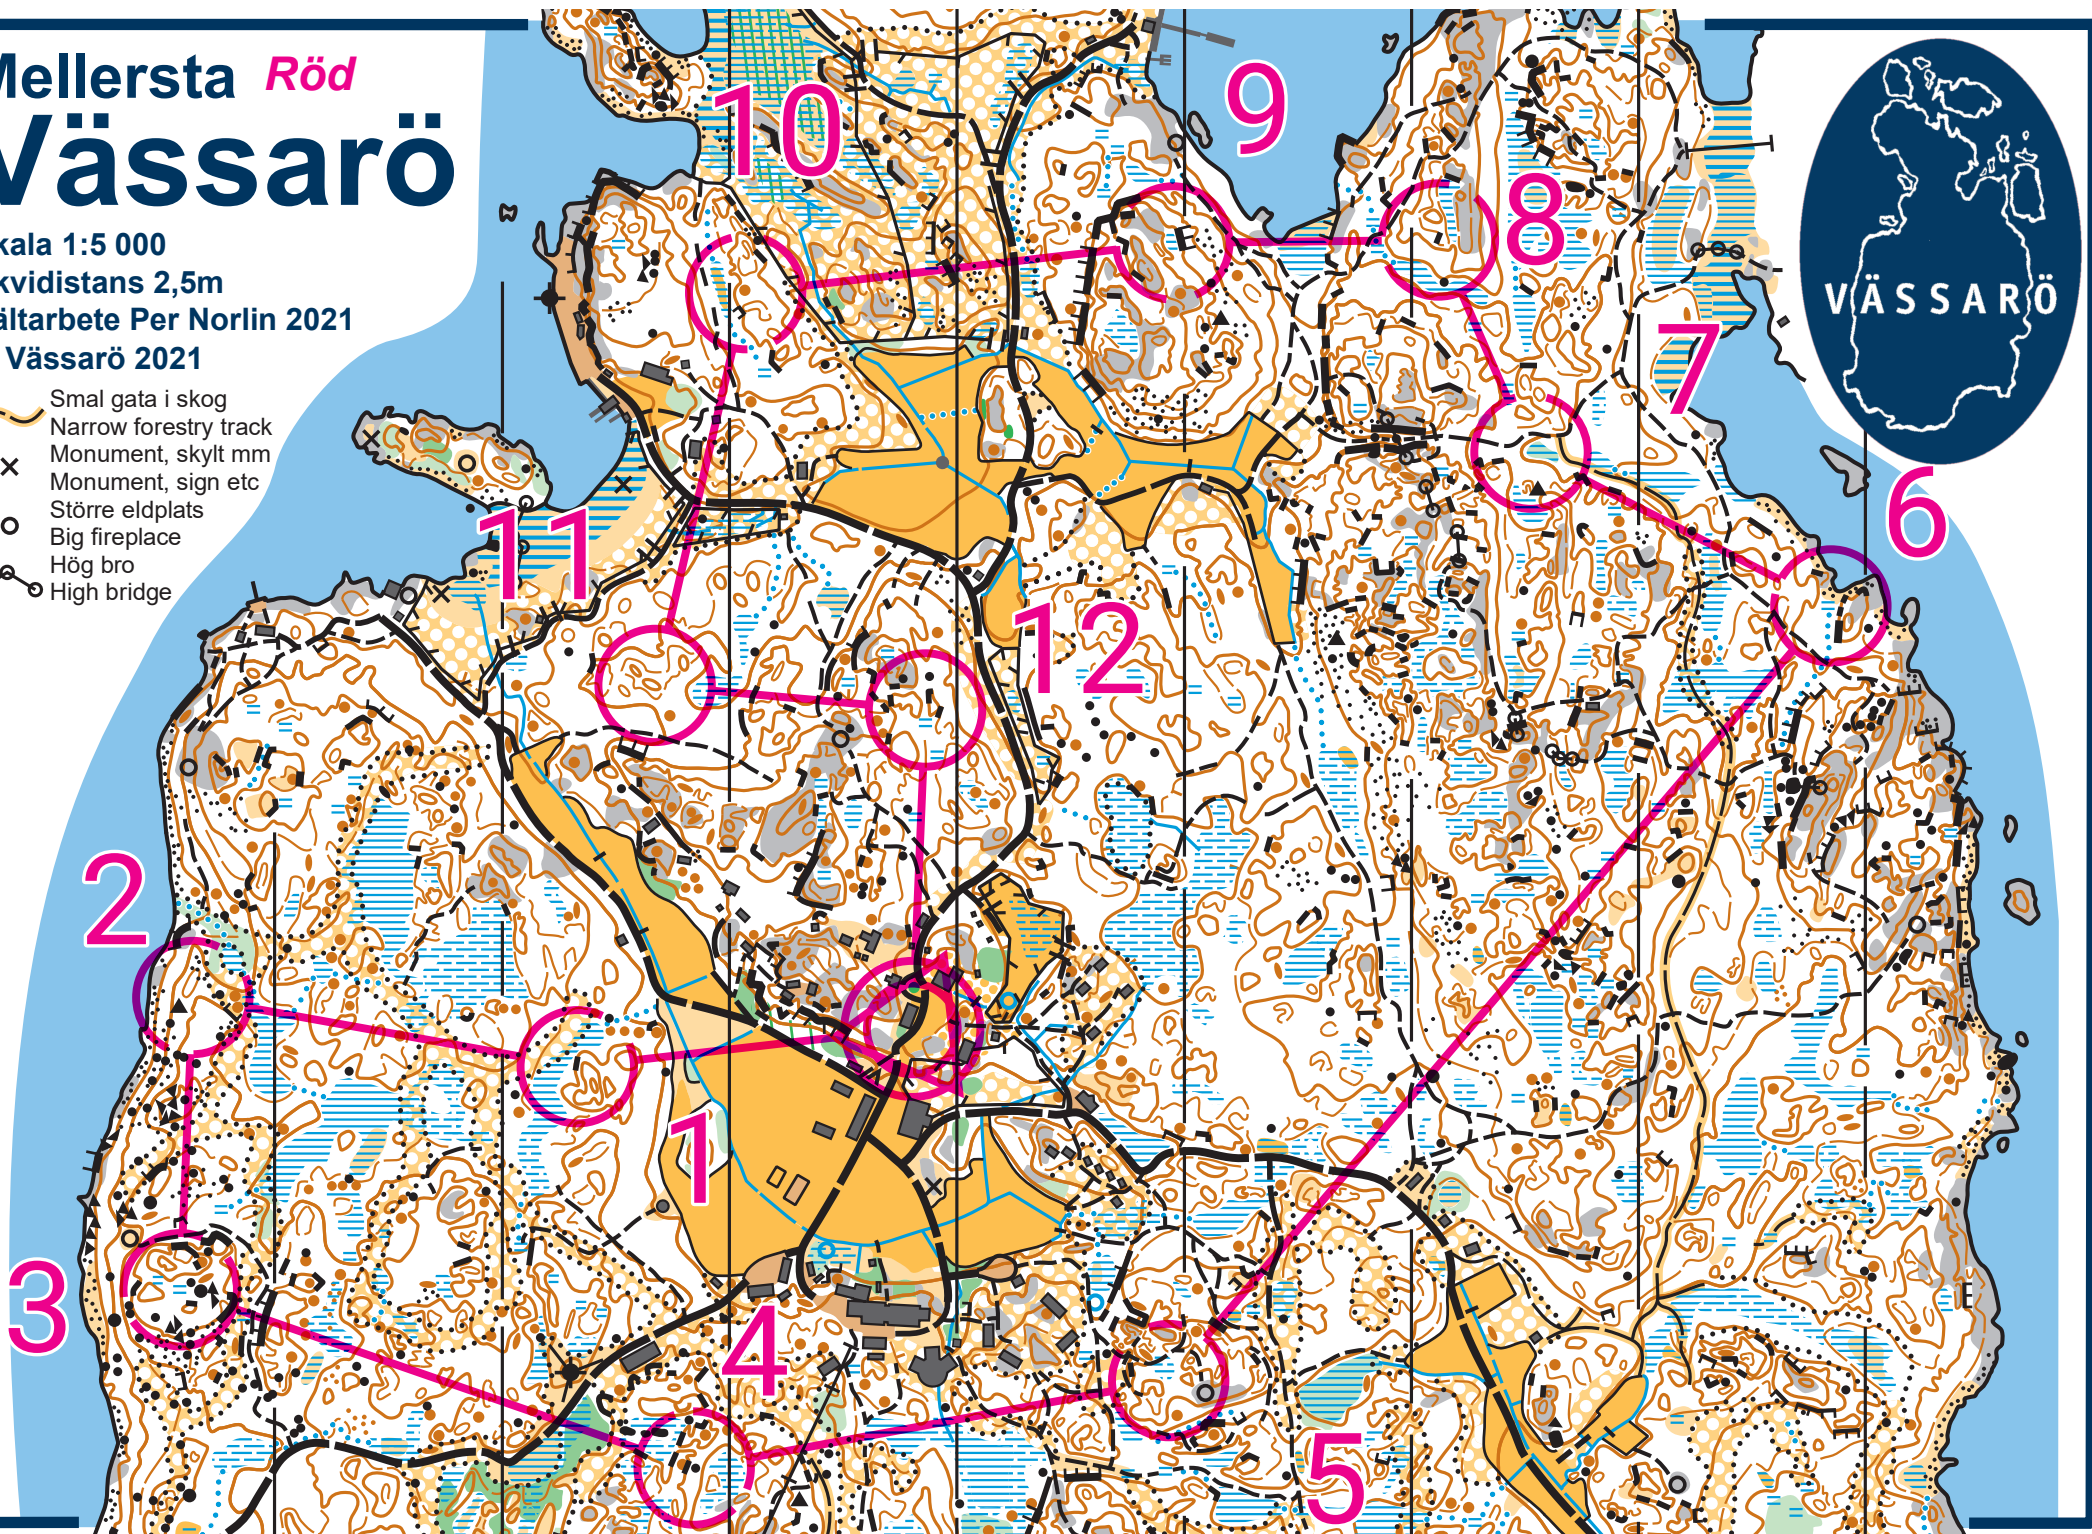 Mellersta Röd
Vässarö
kala 1:5 000
kvidistans 2,5m
ältarbete Per Norlin 2021
Vässarö 2021
Smal gata i skog
Narrow forestry track
Monument, skylt mm
Monument, sign etc
Större eldplats
Big fireplace
Hög bro
High bridge
VÄSSARÖ
10
9
8
7
6
11
12
2
1
3
4
5